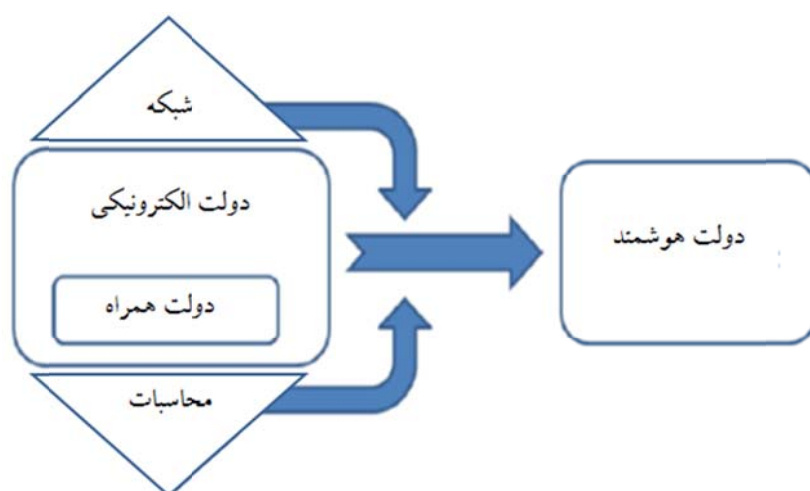 شبکه
دولت الکترونیکی
دولت همراه
محاسبات
دولت هوشمند